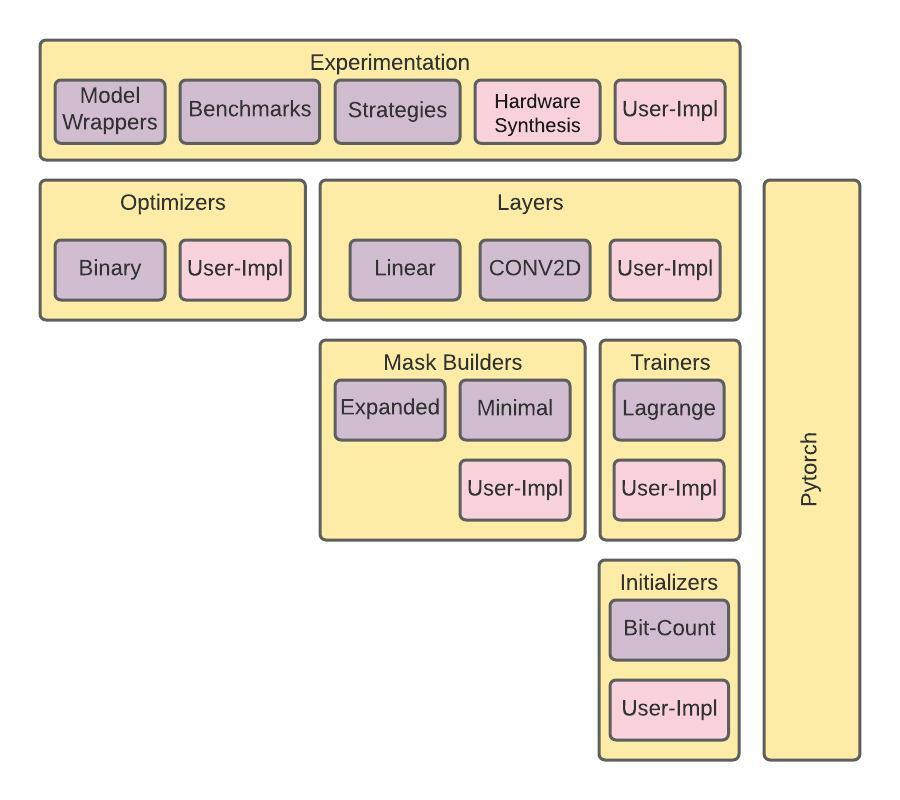 Experimentation
Model
Wrappers
Benchmarks
Strategies
Hardware
Synthesis
User-Impl
Optimizers
Binary
User-Impl
Layers
Linear
CONV2D
User-Impl
Mask Builders
Expanded
Minimal
User-Impl
Trainers
Lagrange
User-Impl
Initializers
Bit-Count
User-Impl
Pytorch